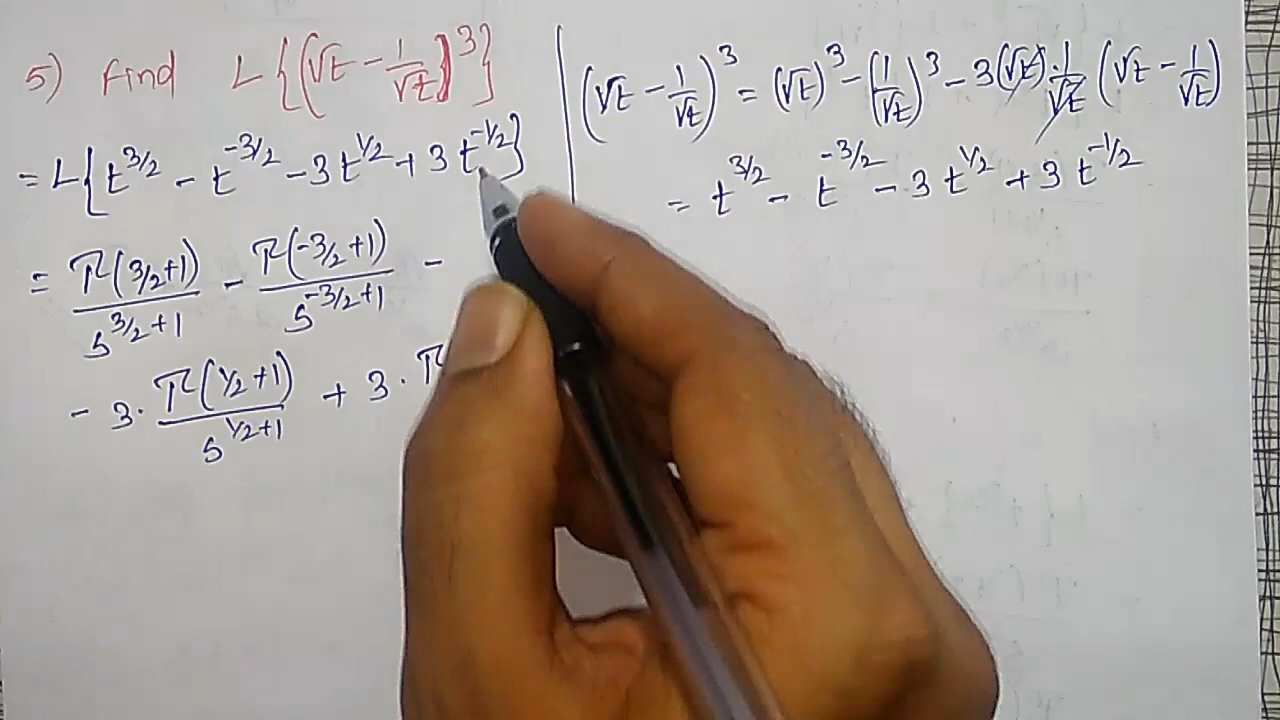 5) Find L{(√t - 1/√t)^3}
= L{t^{3/2} - t^{-3/2} - 3t^{1/2} + 3t^{-1/2}}
= Γ(3/2+1)/s^{3/2+1} - Γ(-3/2+1)/s^{-3/2+1} -
- 3 · Γ(1/2+1)/s^{1/2+1} + 3 · Γ
(√t - 1/√t)^3 = (√t)^3 - (1/√t)^3 - 3(√t) · 1/√t (√t - 1/√t)
= t^{3/2} - t^{-3/2} - 3t^{1/2} + 3t^{-1/2}